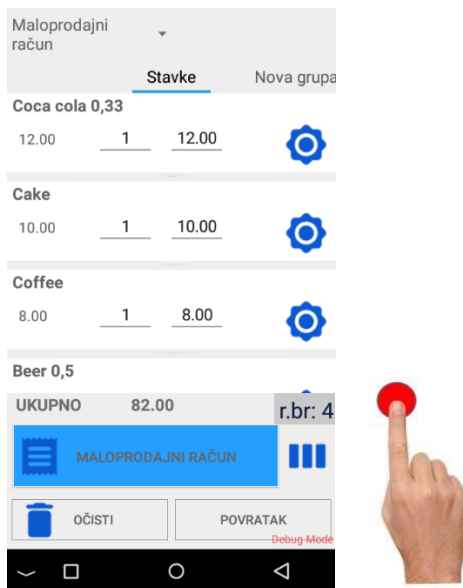 Maloprodajni
račun
Stavke Nova grupa
Coca cola 0,33
12.00 1 12.00
Cake
10.00 1 10.00
Coffee
8.00 1 8.00
Beer 0,5
UKUPNO 82.00 r.br: 4
MALOPRODAJNI RAČUN
OČISTI POVRATAK
Debug Mode